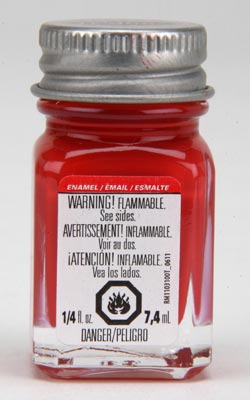 ENAMEL / ÉMAIL / ESMALTE
WARNING! FLAMMABLE.
See sides.
AVERTISSEMENT! INFLAMMABLE.
Voir au dos.
¡ATENCIÓN! INFLAMABLE.
Vea los lados.
1/4 fl. oz. 7,4 mL
DANGER/PELIGRO
RM1103100T_0611